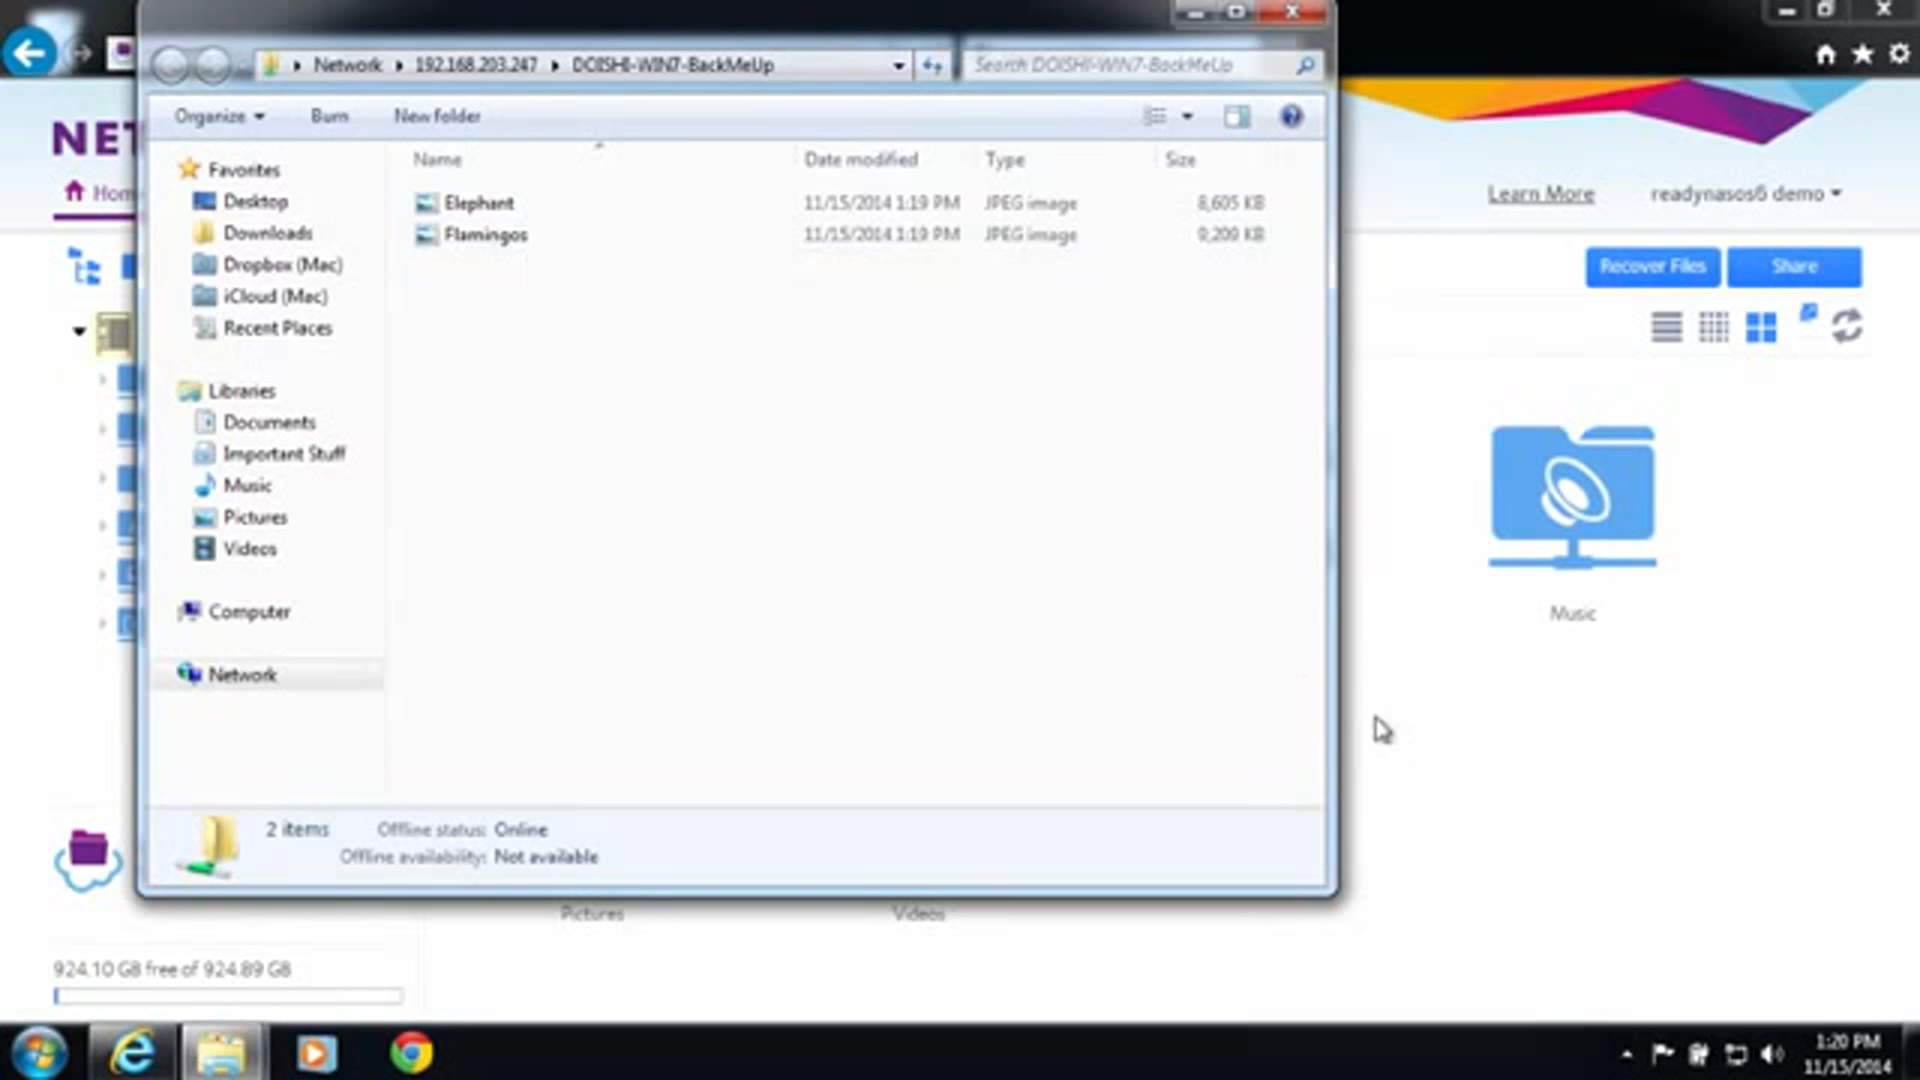 Network 192.168.203.247 DOIISHI-WIN7-BackMeUp
Search DOIISHI-WIN7-BackMeUp
Organize Burn New folder
Name Date modified Type Size
Elephant 11/15/2014 1:19 PM JPEG image 8,605 KB
Flamingos 11/15/2014 1:19 PM JPEG image 9,209 KB
Favorites
Desktop
Downloads
Dropbox (Mac)
iCloud (Mac)
Recent Places
Libraries
Documents
Important Stuff
Music
Pictures
Videos
Computer
Network
2 items Offline status: Online
Offline availability: Not available
NET
Hom
Learn More readynasos6 demo
Recover Files Share
Music
Pictures Videos
924.10 GB free of 924.89 GB
1:20 PM
11/15/2014